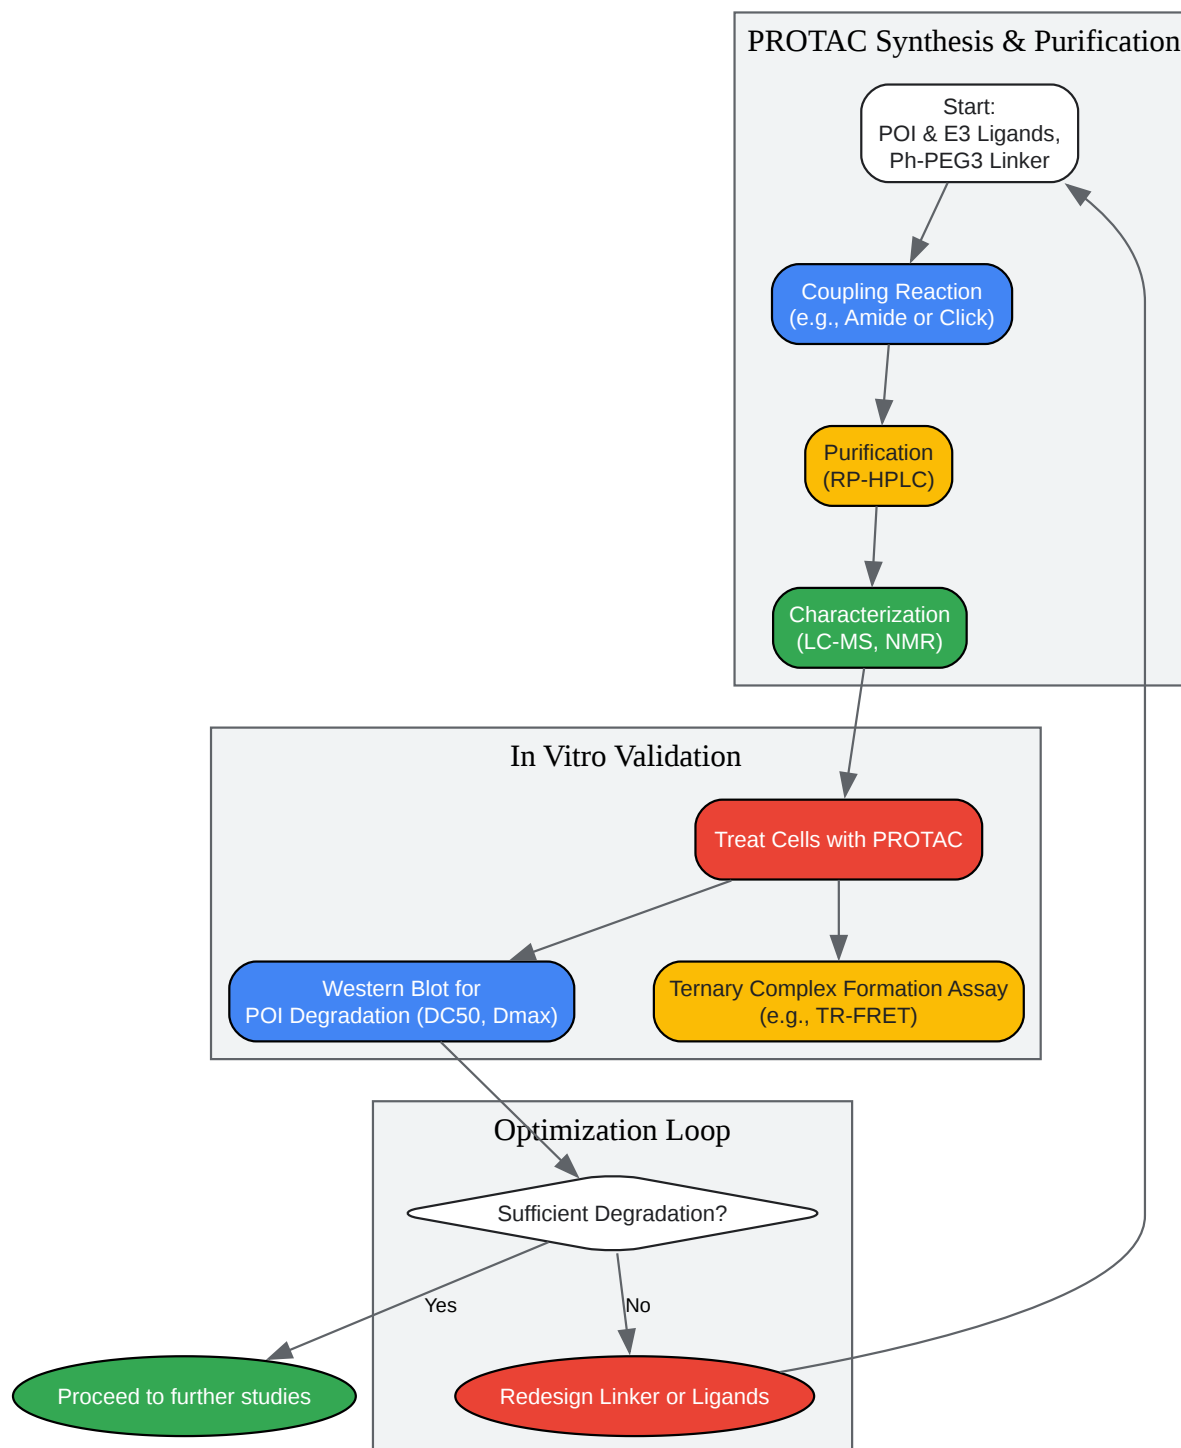 PROTAC Synthesis & Purification
Start:
POI & E3 Ligands,
Ph-PEG3 Linker
Coupling Reaction
(e.g., Amide or Click)
Purification
(RP-HPLC)
Characterization
(LC-MS, NMR)
In Vitro Validation
Treat Cells with PROTAC
Western Blot for
POI Degradation (DC50, Dmax)
Ternary Complex Formation Assay
(e.g., TR-FRET)
Optimization Loop
Sufficient Degradation?
Yes
No
Proceed to further studies
Redesign Linker or Ligands